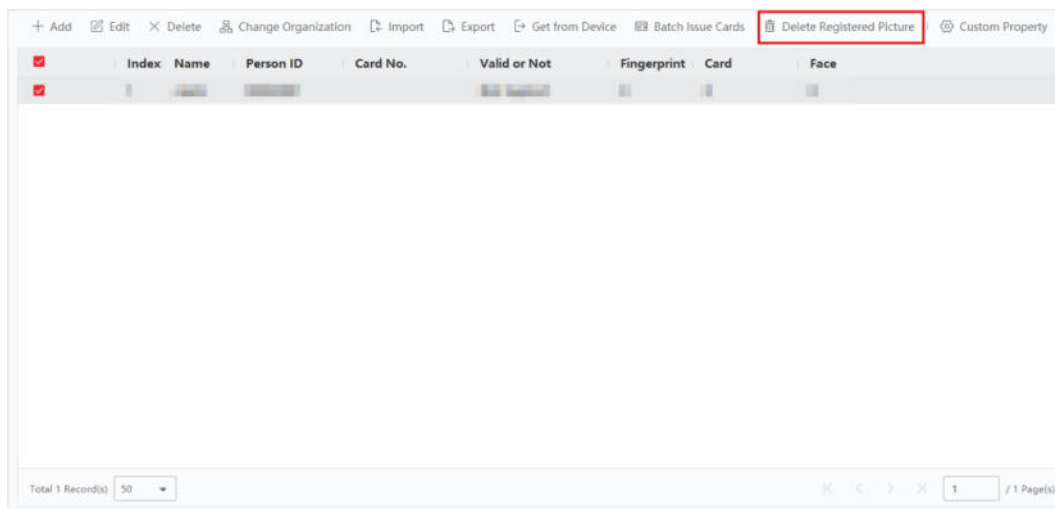 Add Edit Delete Change Organization Import Export Get from Device Batch Issue Cards Delete Registered Picture Custom Property
Index Name Person ID Card No. Valid or Not Fingerprint Card Face
Total 1 Record(s) 50 1 / 1 Page(s)